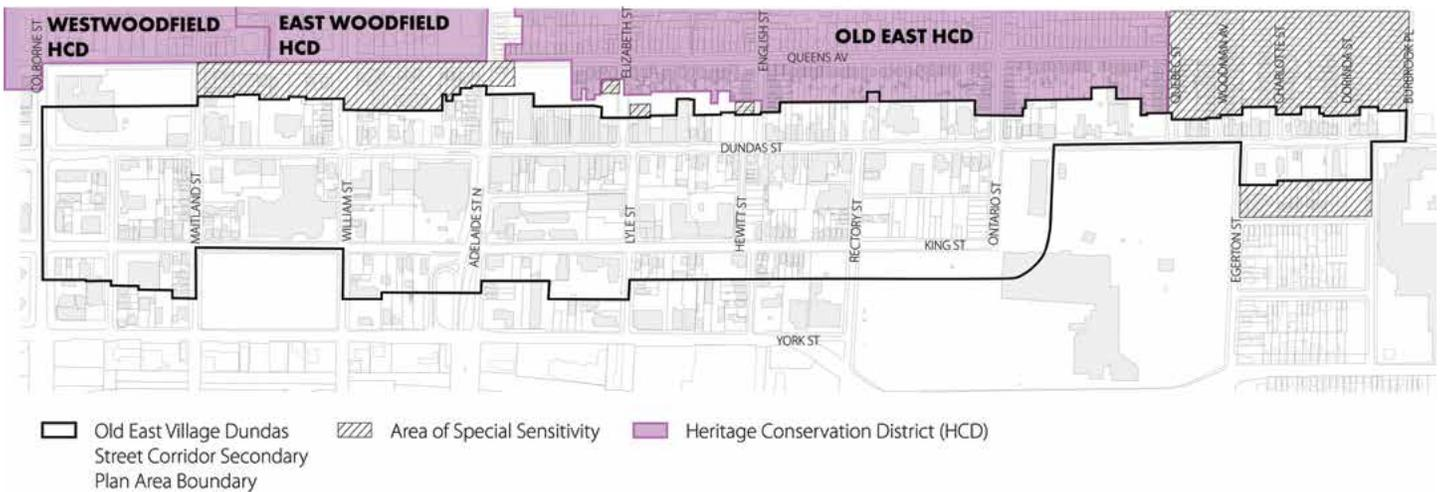 WESTWOODFIELD
HCD
EAST WOODFIELD
HCD
OLD EAST HCD
COLBORNE ST
ELIZABETH ST
ENGLISH ST
QUEENS AV
QUEBEC ST
WOODMAN AV
CHARLOTTE ST
DORINDA ST
BURBROOK PL
DUNDAS ST
MAITLAND ST
WILLIAM ST
ADELAIDE ST N
LYLE ST
HEWITT ST
RECTORY ST
ONTARIO ST
KING ST
EGERTON ST
YORK ST
Old East Village Dundas
Street Corridor Secondary
Plan Area Boundary
Area of Special Sensitivity
Heritage Conservation District (HCD)